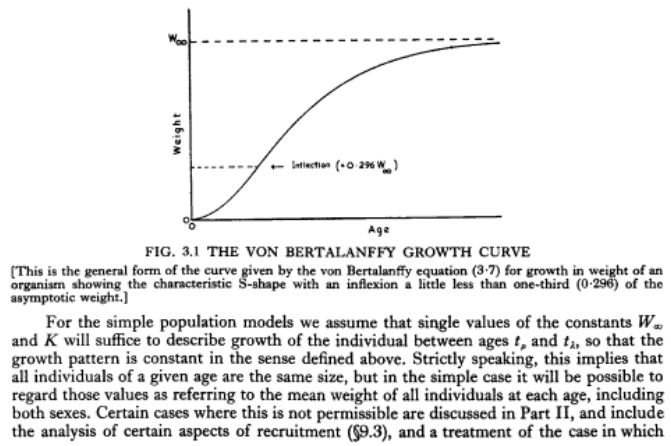 W∞
Weight
← Inflection (=0·296 W∞)
0
0
Age
FIG. 3.1 THE VON BERTALANFFY GROWTH CURVE
[This is the general form of the curve given by the von Bertalanffy equation (3·7) for growth in weight of an
organism showing the characteristic S-shape with an inflexion a little less than one-third (0·296) of the
asymptotic weight.]
For the simple population models we assume that single values of the constants W∞
and K will suffice to describe growth of the individual between ages tρ and tλ, so that the
growth pattern is constant in the sense defined above. Strictly speaking, this implies that
all individuals of a given age are the same size, but in the simple case it will be possible to
regard those values as referring to the mean weight of all individuals at each age, including
both sexes. Certain cases where this is not permissible are discussed in Part II, and include
the analysis of certain aspects of recruitment (§9.3), and a treatment of the case in which